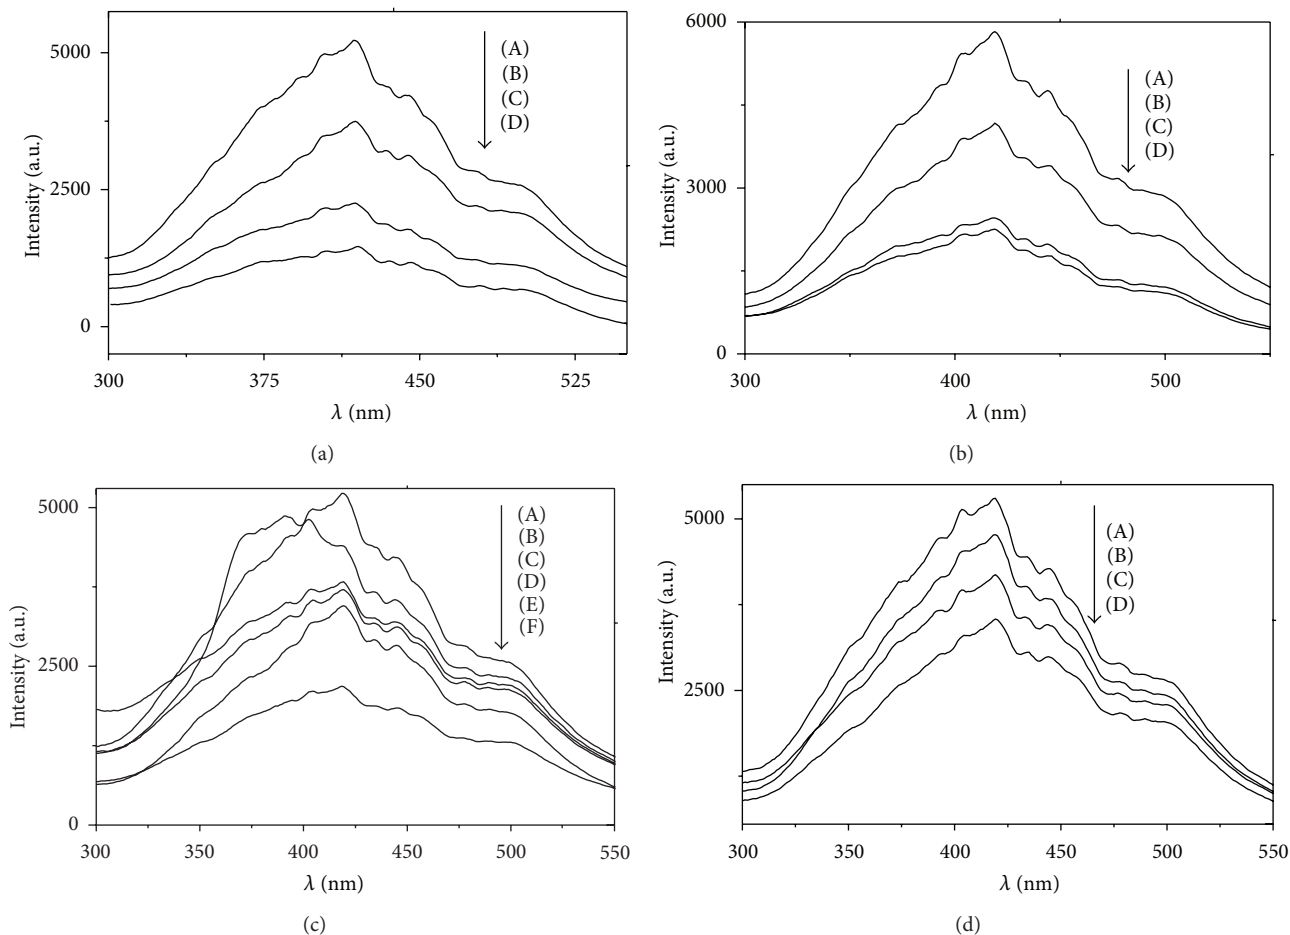 5000
2500
0
Intensity (a.u.)
(A)
(B)
(C)
(D)
300 375 450 525
λ (nm)
(a)
6000
3000
0
Intensity (a.u.)
(A)
(B)
(C)
(D)
300 400 500
λ (nm)
(b)
5000
2500
0
Intensity (a.u.)
(A)
(B)
(C)
(D)
(E)
(F)
300 350 400 450 500 550
λ (nm)
(c)
5000
2500
Intensity (a.u.)
(A)
(B)
(C)
(D)
300 350 400 450 500 550
λ (nm)
(d)